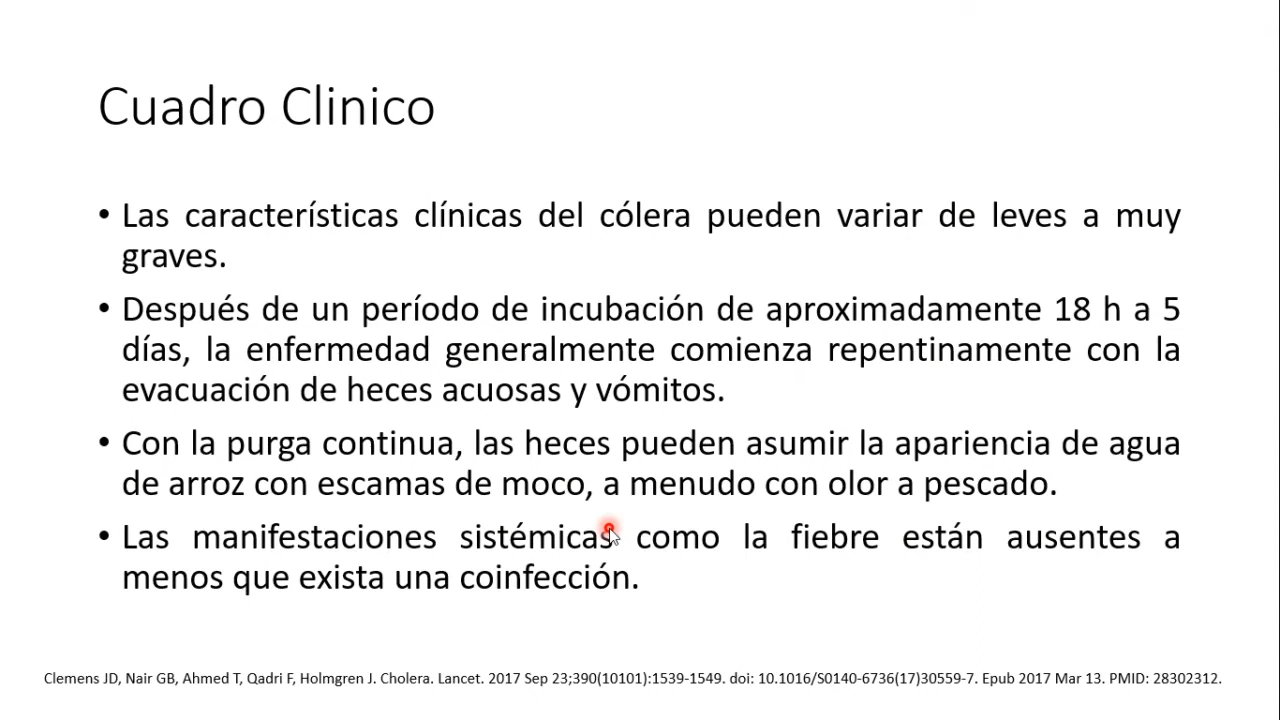 Cuadro Clinico
• Las características clínicas del cólera pueden variar de leves a muy
graves.
• Después de un período de incubación de aproximadamente 18 h a 5
días, la enfermedad generalmente comienza repentinamente con la
evacuación de heces acuosas y vómitos.
• Con la purga continua, las heces pueden asumir la apariencia de agua
de arroz con escamas de moco, a menudo con olor a pescado.
• Las manifestaciones sistémicas como la fiebre están ausentes a
menos que exista una coinfección.
Clemens JD, Nair GB, Ahmed T, Qadri F, Holmgren J. Cholera. Lancet. 2017 Sep 23;390(10101):1539-1549. doi: 10.1016/S0140-6736(17)30559-7. Epub 2017 Mar 13. PMID: 28302312.